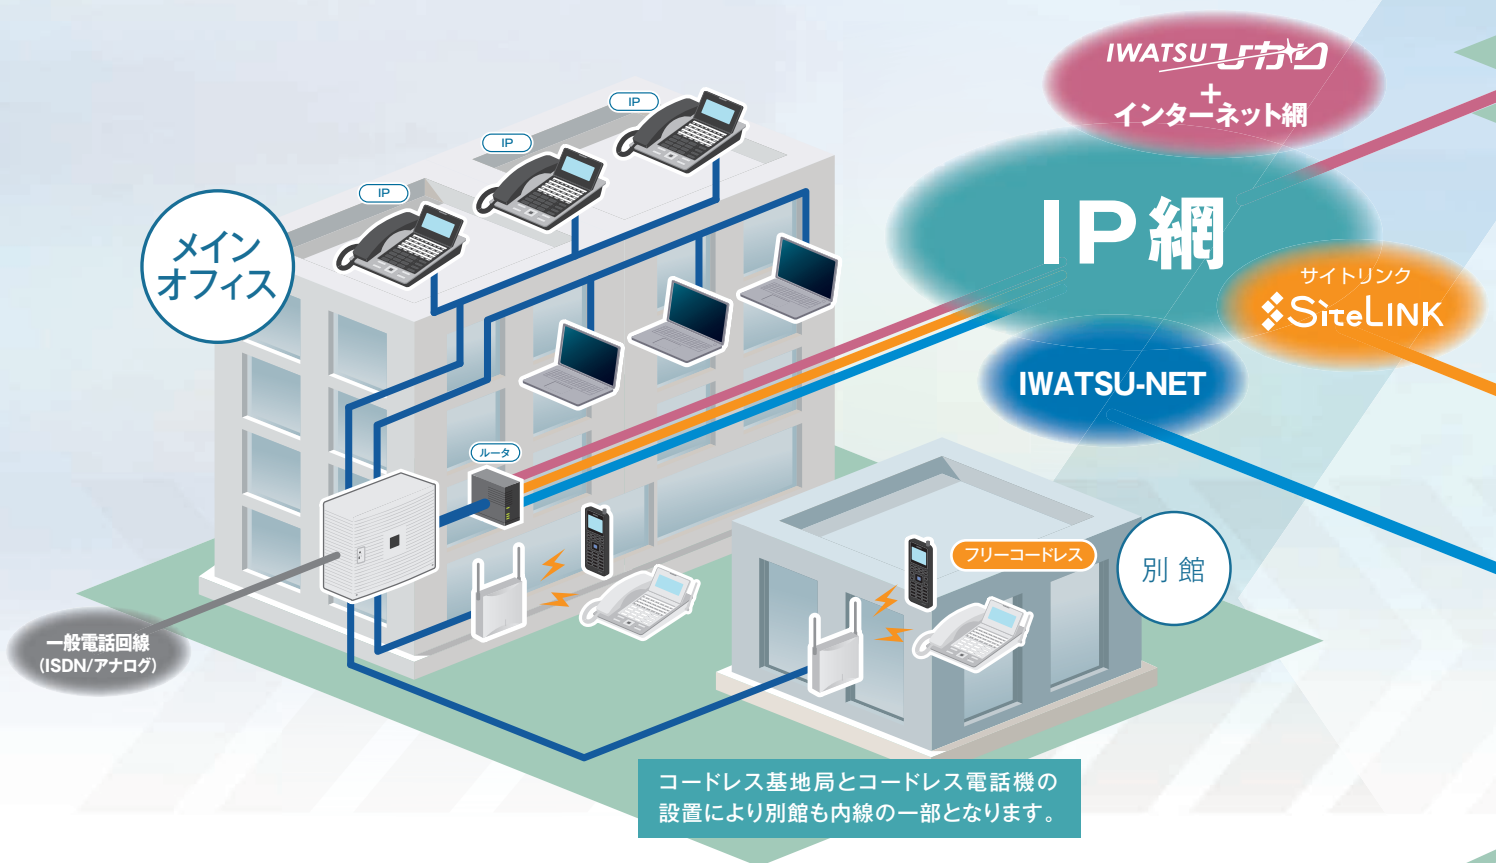 IWATSUひかり
+
インターネット網
IP
IP
IP
IP網
メイン
オフィス
サイトリンク
SiteLINK
IWATSU-NET
ルータ
フリーコードレス
別館
一般電話回線
(ISDN/アナログ)
コードレス基地局とコードレス電話機の
設置により別館も内線の一部となります。